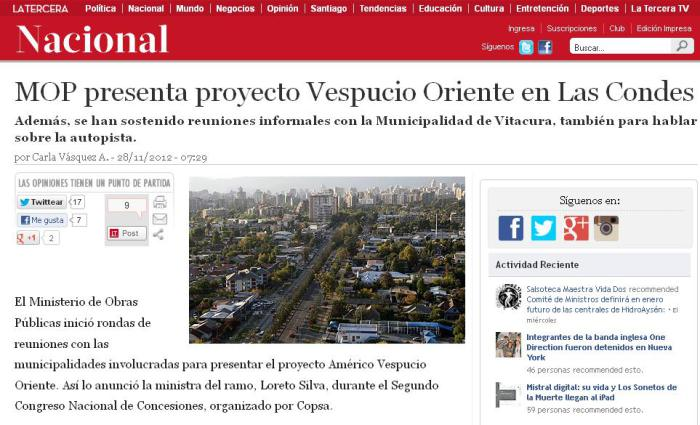 LATERCERA Política Nacional Mundo Negocios Opinión Santiago Tendencias Educación Cultura Entretención Deportes La Tercera TV
Nacional
Ingresa Suscripciones Club Edición Impresa
Síguenos
Buscar...
MOP presenta proyecto Vespucio Oriente en Las Condes
Además, se han sostenido reuniones informales con la Municipalidad de Vitacura, también para hablar
sobre la autopista.
por Carla Vásquez A. - 28/11/2012 - 07:29
LAS OPINIONES TIENEN UN PUNTO DE PARTIDA
Twittear 17
Me gusta 7
+1 2
9
Post
El Ministerio de Obras
Públicas inició rondas de
reuniones con las
municipalidades involucradas para presentar el proyecto Américo Vespucio
Oriente. Así lo anunció la ministra del ramo, Loreto Silva, durante el Segundo
Congreso Nacional de Concesiones, organizado por Copsa.
Síguenos en:
Actividad Reciente
Salsoteca Maestra Vida Dos recommended
Comité de Ministros definirá en enero
futuro de las centrales de HidroAysén: · El
miércoles
Integrantes de la banda inglesa One
Direction fueron detenidos en Nueva
York
46 personas recommended esto.
Mistral digital: su vida y Los Sonetos de
la Muerte llegan al iPad
59 personas recommended esto.